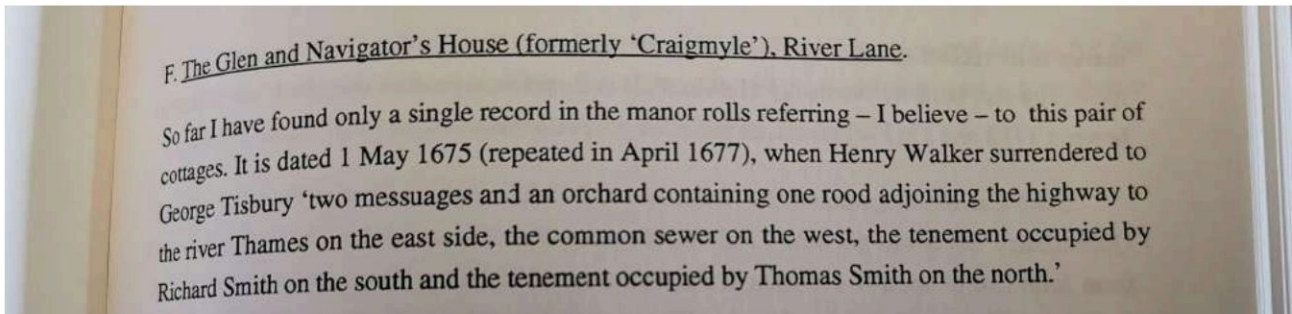 F. The Glen and Navigator's House (formerly 'Craigmyle'), River Lane.
So far I have found only a single record in the manor rolls referring – I believe – to this pair of
cottages. It is dated 1 May 1675 (repeated in April 1677), when Henry Walker surrendered to
George Tisbury 'two messuages and an orchard containing one rood adjoining the highway to
the river Thames on the east side, the common sewer on the west, the tenement occupied by
Richard Smith on the south and the tenement occupied by Thomas Smith on the north.'